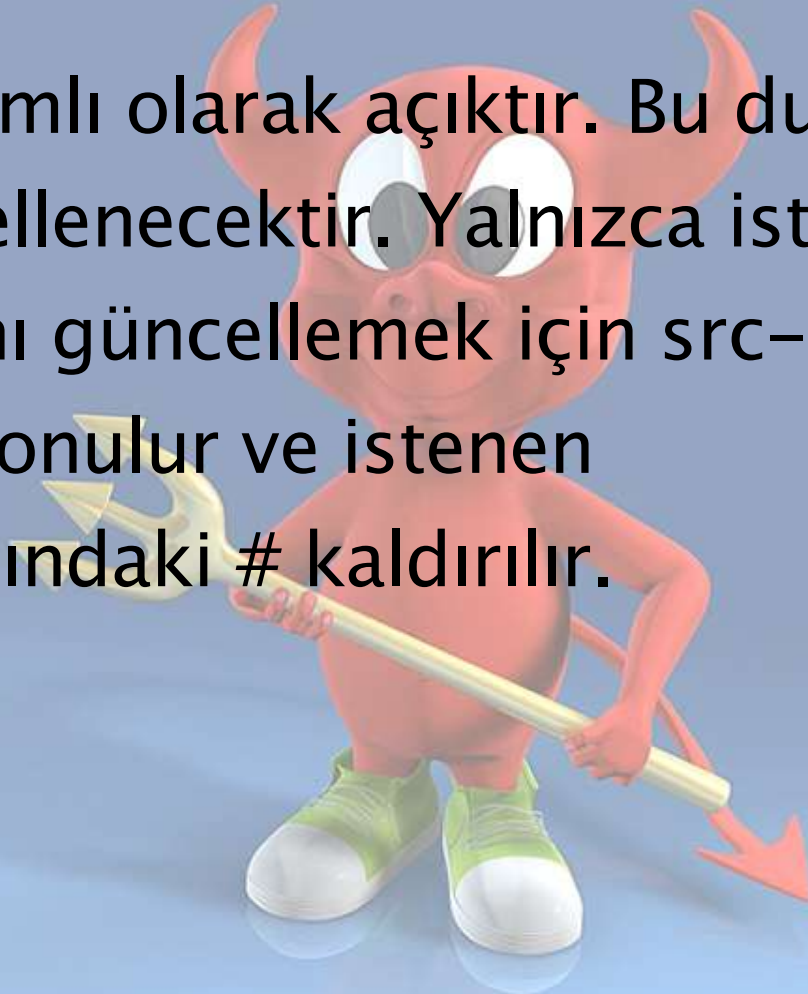 mlı olarak açıktır. Bu du
ellenecektir. Yalnızca ist
ı güncellemek için src-
onulur ve istenen
ındaki # kaldırılır.